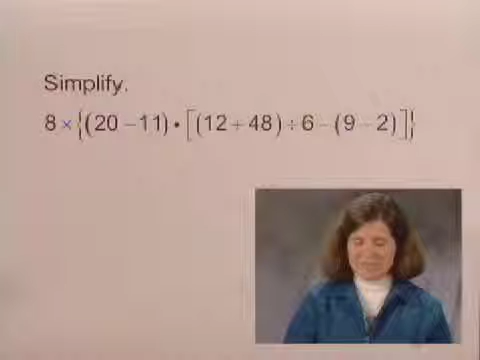 Simplify.
8 × {(20 − 11) • [(12 + 48) ÷ 6 − (9 − 2)]}